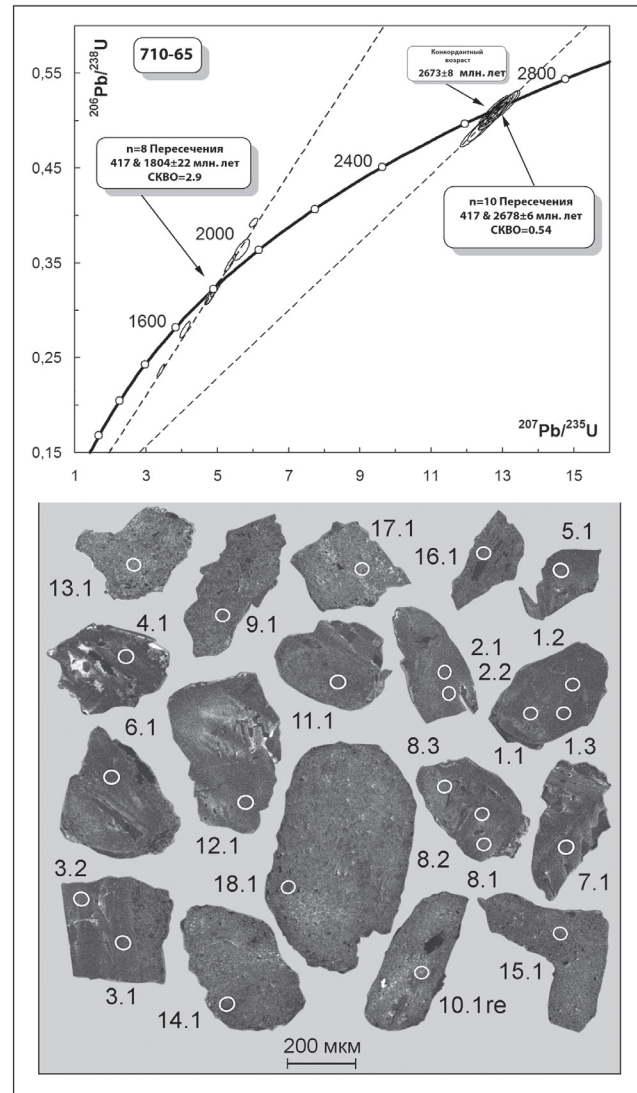 0,55
0,45
0,35
0,25
0,15
206Pb/238U
710-65
Конкордантный
возраст
2673±8 млн. лет
2800
2400
n=8 Пересечения
417 & 1804±22 млн. лет
СКВО=2.9
n=10 Пересечения
417 & 2678±6 млн. лет
СКВО=0.54
2000
1600
207Pb/235U
1 3 5 7 9 11 13 15
13.1
9.1
17.1
16.1
5.1
4.1
11.1
2.1
2.2
1.2
6.1
12.1
8.3
1.1
1.3
3.2
18.1
8.2
8.1
7.1
3.1
14.1
10.1re
15.1
200 мкм